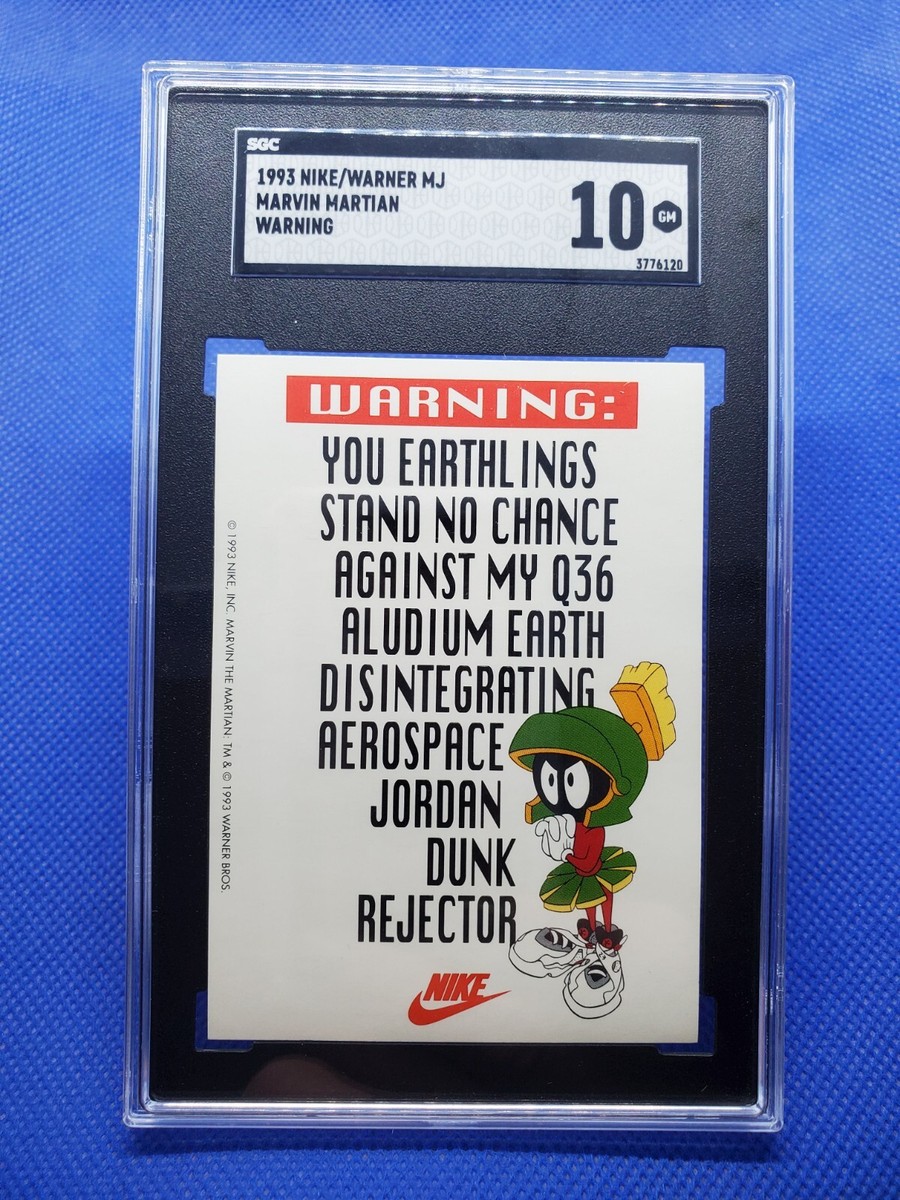 SGC
1993 NIKE/WARNER MJ
MARVIN MARTIAN
WARNING
10 GM
3776120
WARNING:
YOU EARTHLINGS
STAND NO CHANCE
AGAINST MY Q36
ALUDIUM EARTH
DISINTEGRATING
AEROSPACE
JORDAN
DUNK
REJECTOR
NIKE
© 1993 NIKE, INC. MARVIN THE MARTIAN: TM & © 1993 WARNER BROS.